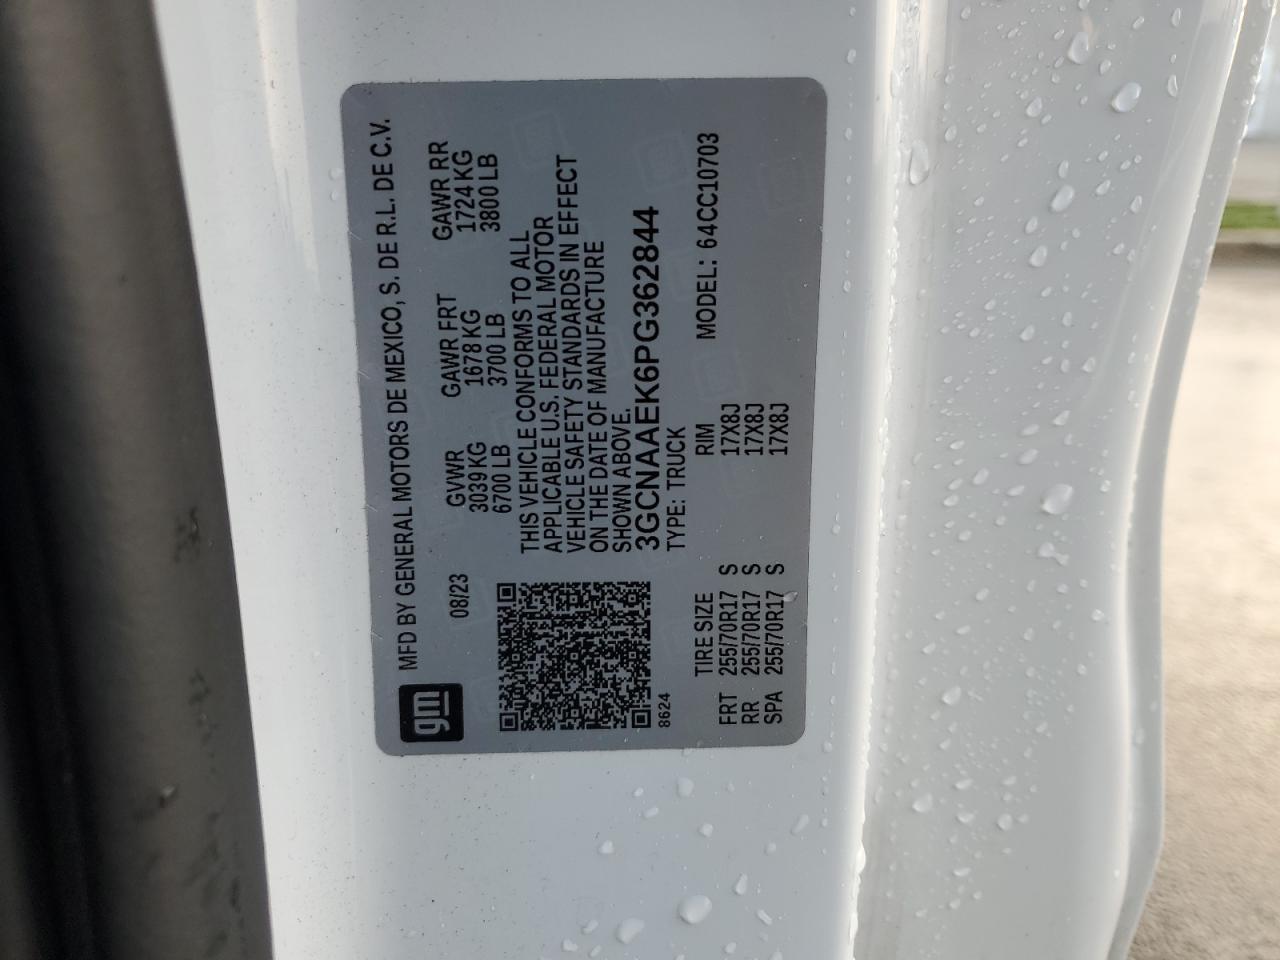 gm MFD BY GENERAL MOTORS DE MEXICO, S. DE R.L. DE C.V.
08/23 GVWR GAWR FRT GAWR RR
3039 KG 1678 KG 1724 KG
6700 LB 3700 LB 3800 LB
THIS VEHICLE CONFORMS TO ALL
APPLICABLE U.S. FEDERAL MOTOR
VEHICLE SAFETY STANDARDS IN EFFECT
ON THE DATE OF MANUFACTURE
SHOWN ABOVE.
3GCNAAEK6PG362844
8624 TYPE: TRUCK
TIRE SIZE RIM MODEL: 64CC10703
FRT 255/70R17 S 17X8J
RR 255/70R17 S 17X8J
SPA 255/70R17 S 17X8J